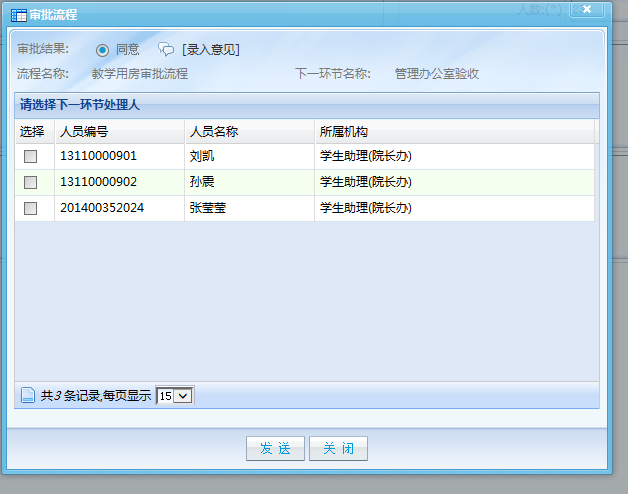 人数:(*)
审批流程
审批结果: 同意 [录入意见]
流程名称: 教学用房审批流程 下一环节名称: 管理办公室验收
请选择下一环节处理人
选择 人员编号 人员名称 所属机构
13110000901 刘凯 学生助理(院长办)
13110000902 孙震 学生助理(院长办)
201400352024 张莹莹 学生助理(院长办)
共3条记录,每页显示 15
发 送 关 闭